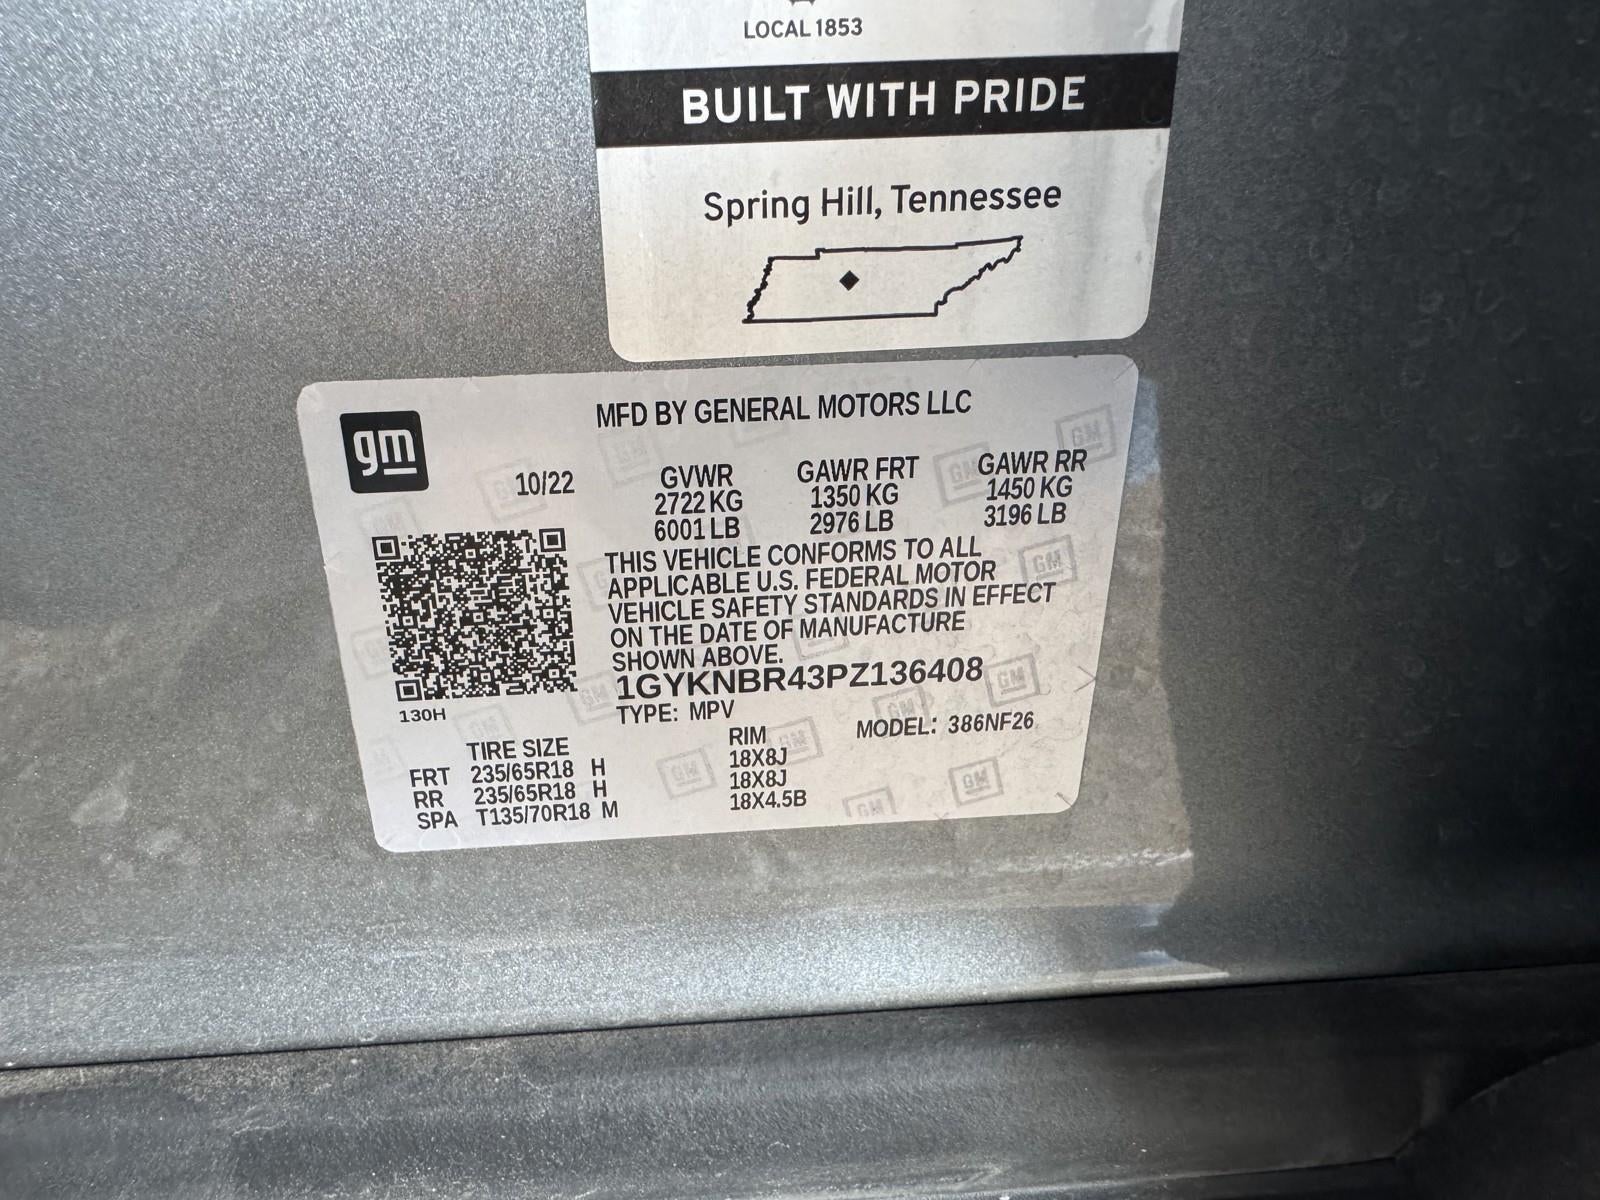 LOCAL 1853
BUILT WITH PRIDE
Spring Hill, Tennessee
gm
MFD BY GENERAL MOTORS LLC
10/22 GVWR GAWR FRT GAWR RR
2722 KG 1350 KG 1450 KG
6001 LB 2976 LB 3196 LB
THIS VEHICLE CONFORMS TO ALL
APPLICABLE U.S. FEDERAL MOTOR
VEHICLE SAFETY STANDARDS IN EFFECT
ON THE DATE OF MANUFACTURE
SHOWN ABOVE.
1GYKNBR43PZ136408
130H
TYPE: MPV MODEL: 386NF26
TIRE SIZE RIM
FRT 235/65R18 H 18X8J
RR 235/65R18 H 18X8J
SPA T135/70R18 M 18X4.5B